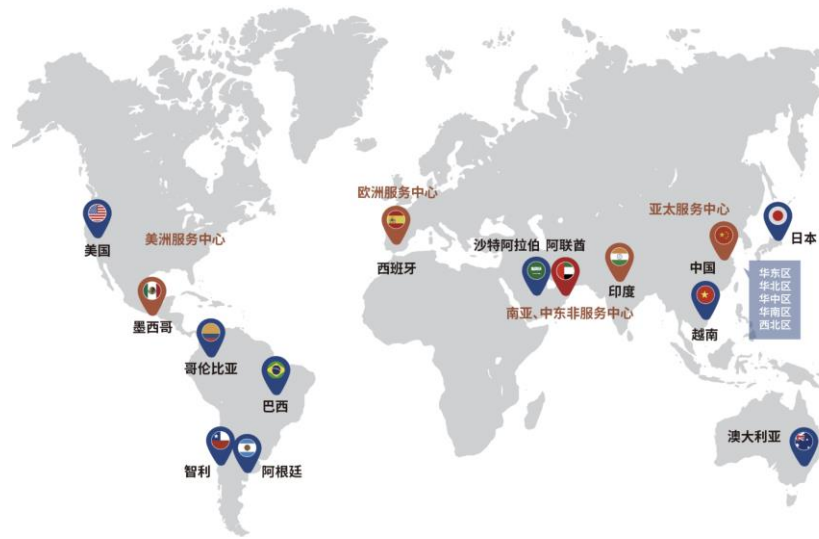 欧洲服务中心
亚太服务中心
美国
美洲服务中心
西班牙
沙特阿拉伯 阿联酋
印度
中国
日本
华东区
华北区
华中区
华南区
西北区
南亚、中东非服务中心
墨西哥
越南
哥伦比亚
巴西
智利
阿根廷
澳大利亚